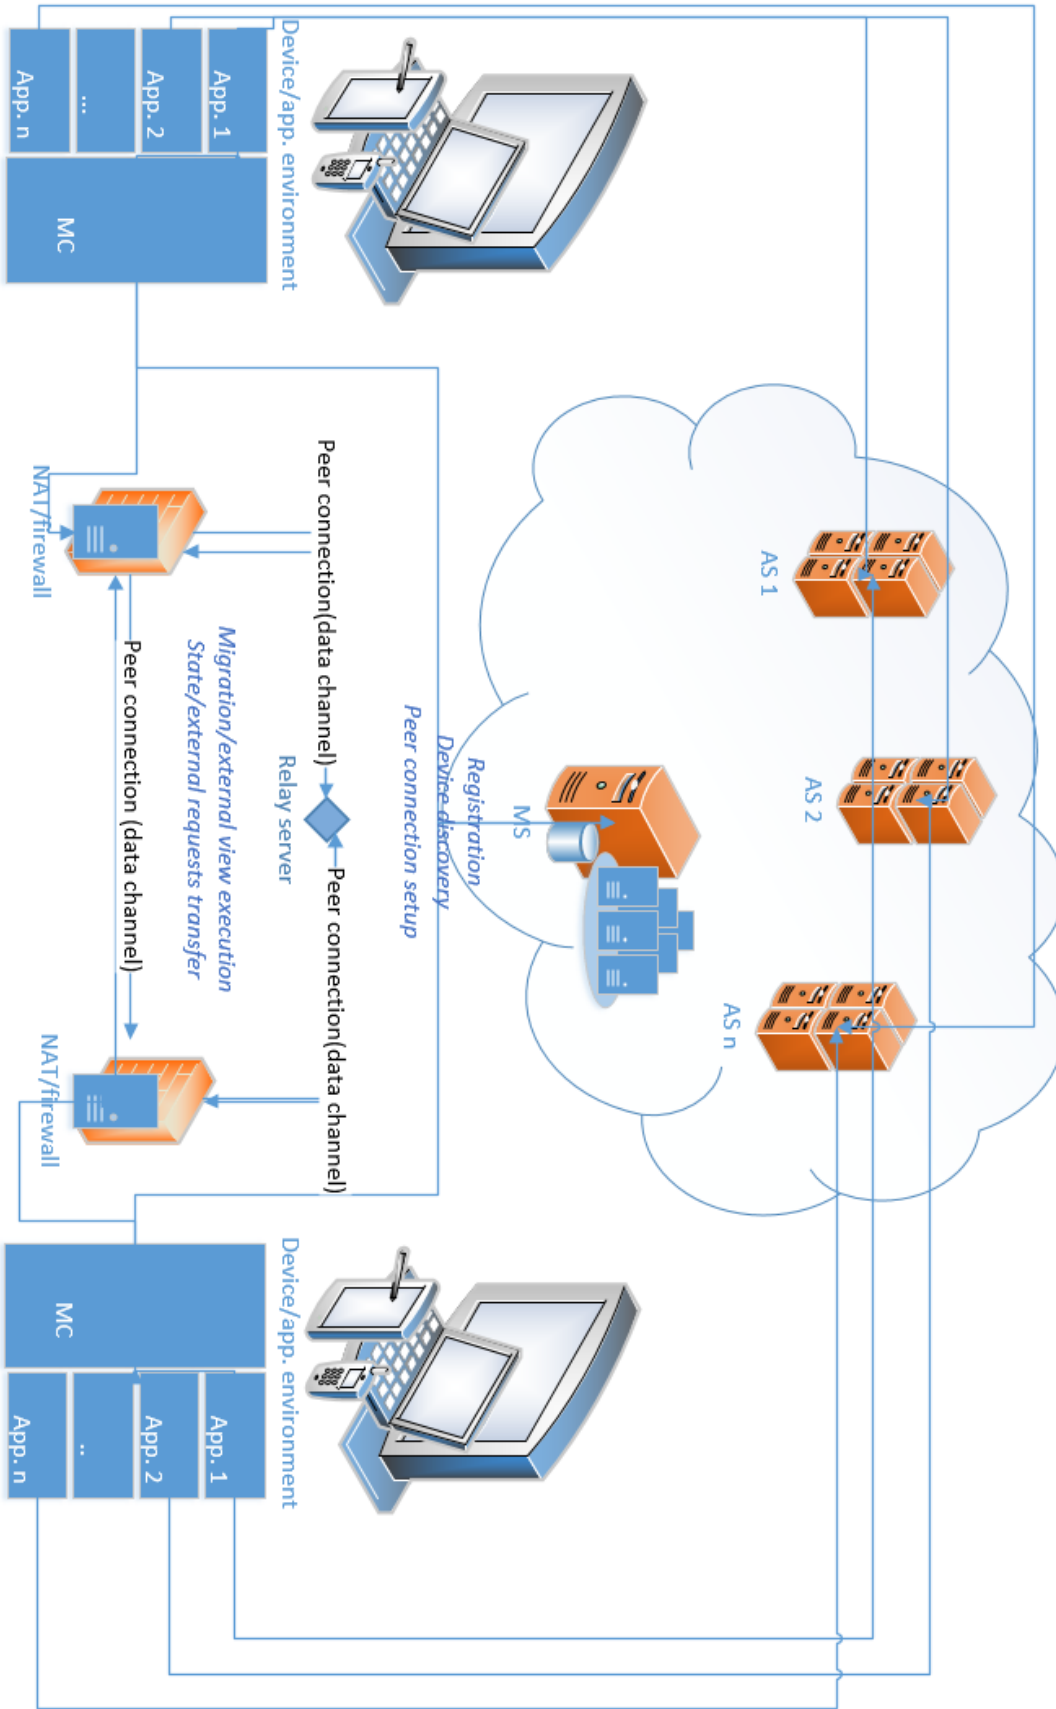 AS 1
AS 2
AS n
MS
Registration
Device discovery
Peer connection setup
Device/app. environment
App. 1
App. 2
...
App. n
MC
Peer connection(data channel)
Relay server
Peer connection(data channel)
Migration/external view execution
State/external requests transfer
Peer connection (data channel)
NAT/firewall
NAT/firewall
Device/app. environment
MC
App. 1
App. 2
..
App. n